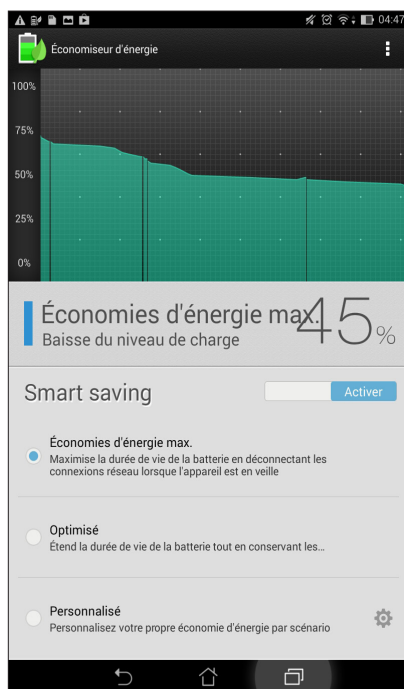 04:47
Économiseur d'énergie
100%
75%
50%
25%
0%
Économies d'énergie max.
45%
Baisse du niveau de charge
Smart saving
Activer
Économies d'énergie max.
Maximise la durée de vie de la batterie en déconnectant les
connexions réseau lorsque l'appareil est en veille
Optimisé
Étend la durée de vie de la batterie tout en conservant les...
Personnalisé
Personnalisez votre propre économie d'énergie par scénario